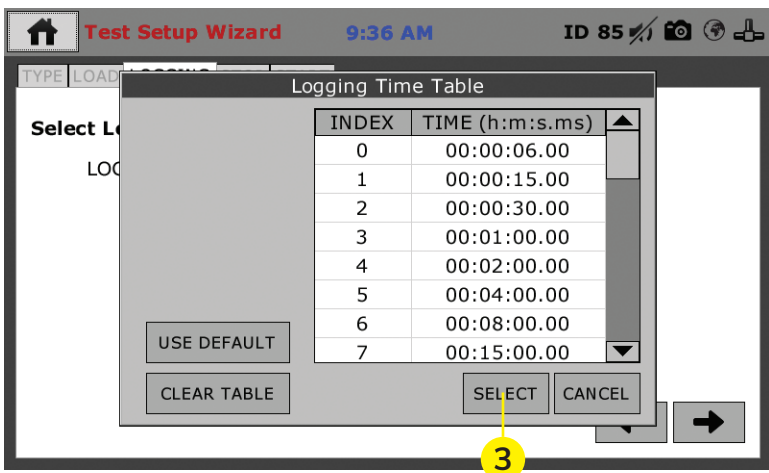 Test Setup Wizard 9:36 AM ID 85
TYPE LOAD
Logging Time Table
Select
INDEX TIME (h:m:s.ms)
0 00:00:06.00
1 00:00:15.00
2 00:00:30.00
3 00:01:00.00
4 00:02:00.00
5 00:04:00.00
6 00:08:00.00
7 00:15:00.00
USE DEFAULT
CLEAR TABLE SELECT CANCEL
3